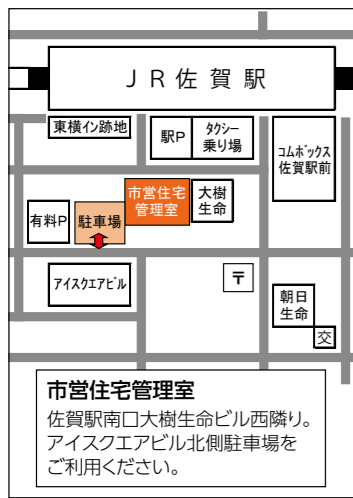 JR佐賀駅
東横イン跡地
駅P
タクシー
乗り場
コムボックス
佐賀駅前
有料P
駐車場
市営住宅
管理室
大樹
生命
アイスクエアビル
〒
朝日
生命
交
市営住宅管理室
佐賀駅南口大樹生命ビル西隣り。
アイスクエアビル北側駐車場を
ご利用ください。